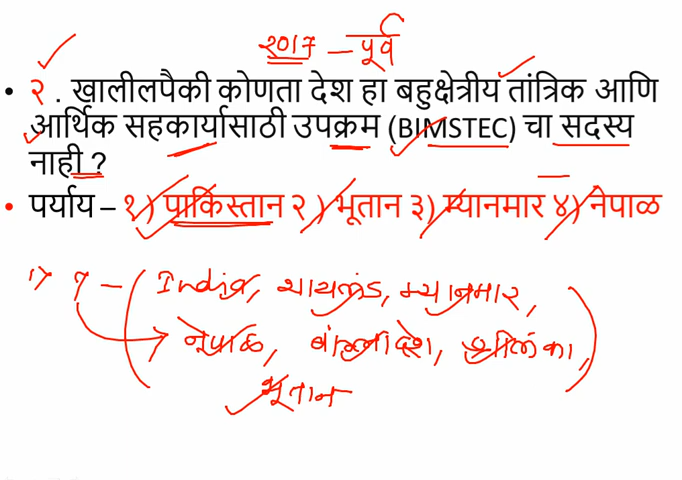 २०१७ – पूर्व
• २ . खालीलपैकी कोणता देश हा बहुक्षेत्रीय तांत्रिक आणि
आर्थिक सहकार्यासाठी उपक्रम (BIMSTEC) चा सदस्य
नाही ?
• पर्याय – १) पाकिस्तान २ ) भूतान ३) म्यानमार ४) नेपाळ
१) ७ – ( India, थायलंड, म्यानमार,
नेपाळ, बांग्लादेश, श्रीलंका,
भूतान )